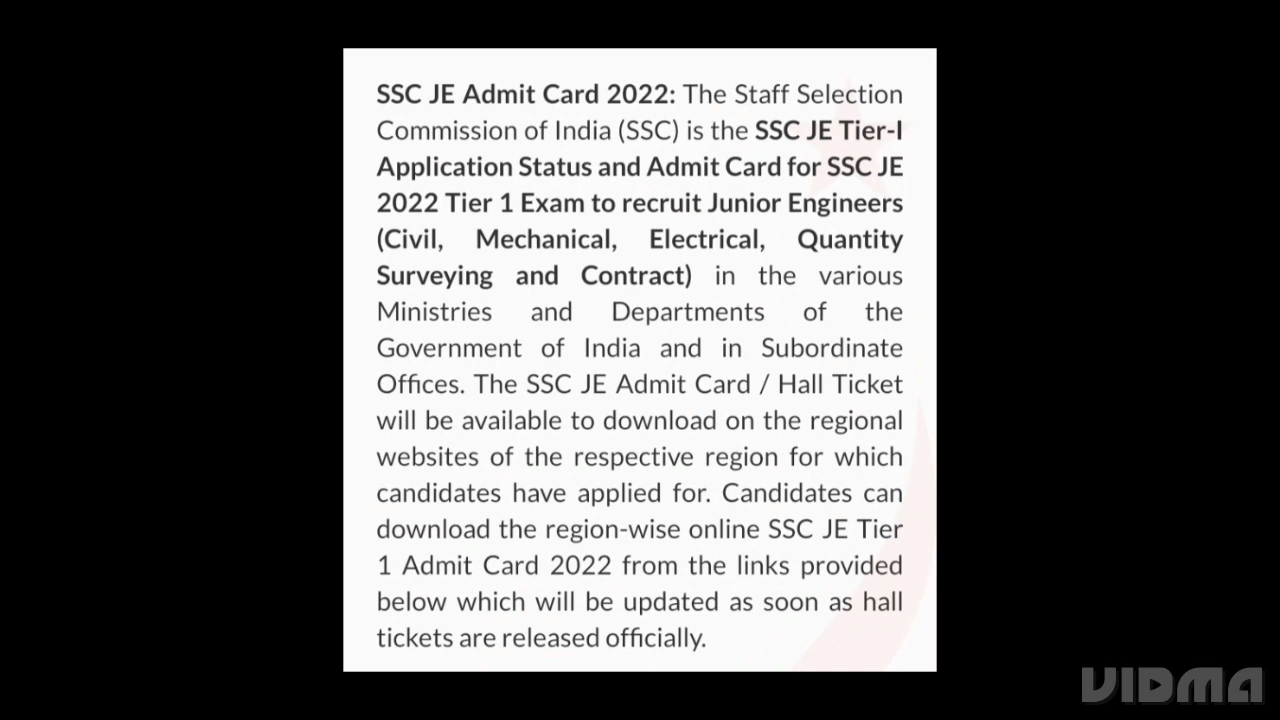 SSC JE Admit Card 2022: The Staff Selection
Commission of India (SSC) is the SSC JE Tier-I
Application Status and Admit Card for SSC JE
2022 Tier 1 Exam to recruit Junior Engineers
(Civil, Mechanical, Electrical, Quantity
Surveying and Contract) in the various
Ministries and Departments of the
Government of India and in Subordinate
Offices. The SSC JE Admit Card / Hall Ticket
will be available to download on the regional
websites of the respective region for which
candidates have applied for. Candidates can
download the region-wise online SSC JE Tier
1 Admit Card 2022 from the links provided
below which will be updated as soon as hall
tickets are released officially.
VIDMA